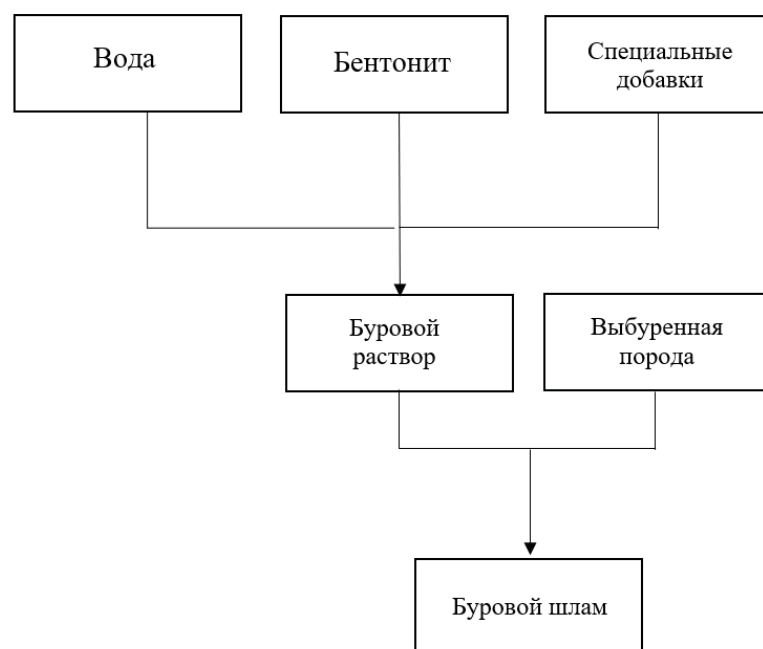 Вода
Бентонит
Специальные
добавки
Буровой
раствор
Выбуренная
порода
Буровой шлам